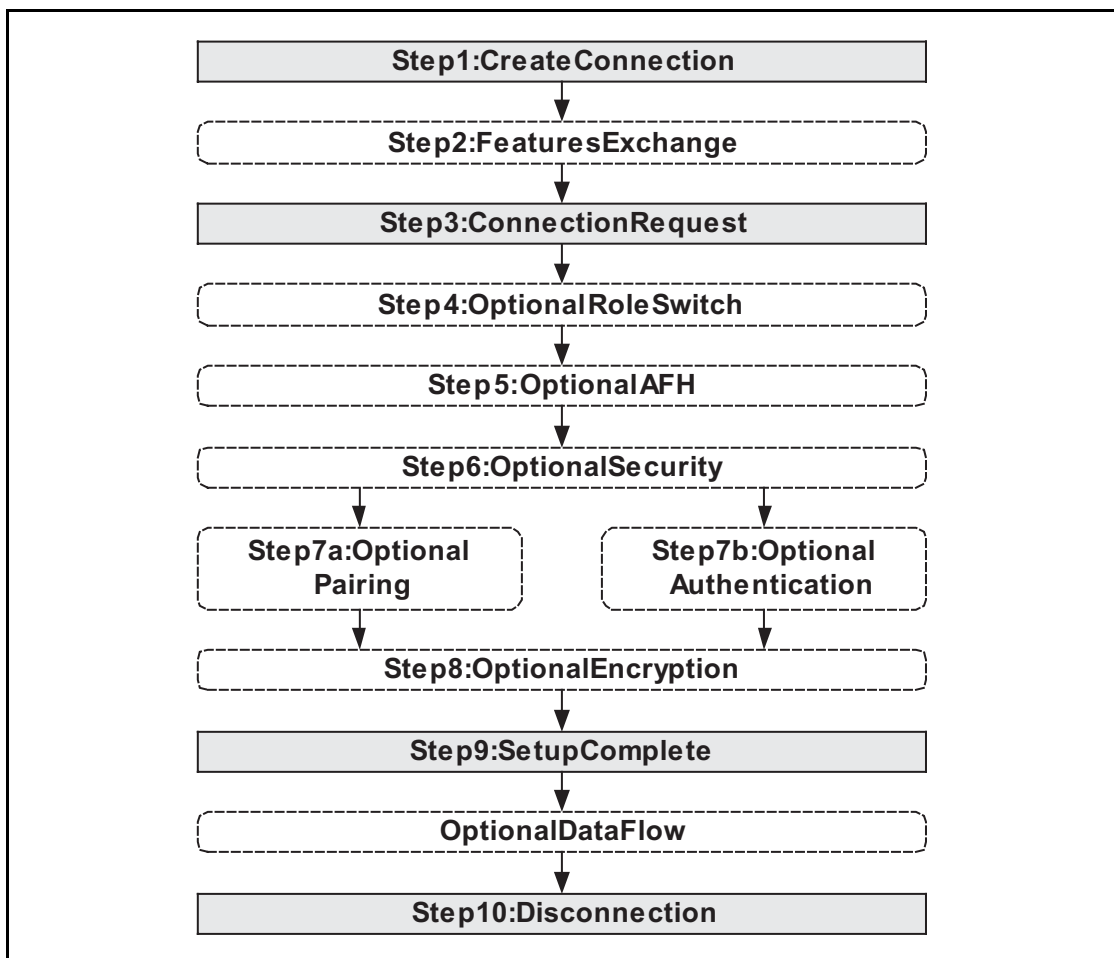 Step1:CreateConnection
Step2:FeaturesExchange
Step3:ConnectionRequest
Step4:OptionalRoleSwitch
Step5:OptionalAFH
Step6:OptionalSecurity
Step7a:Optional
Pairing
Step7b:Optional
Authentication
Step8:OptionalEncryption
Step9:SetupComplete
OptionalDataFlow
Step10:Disconnection